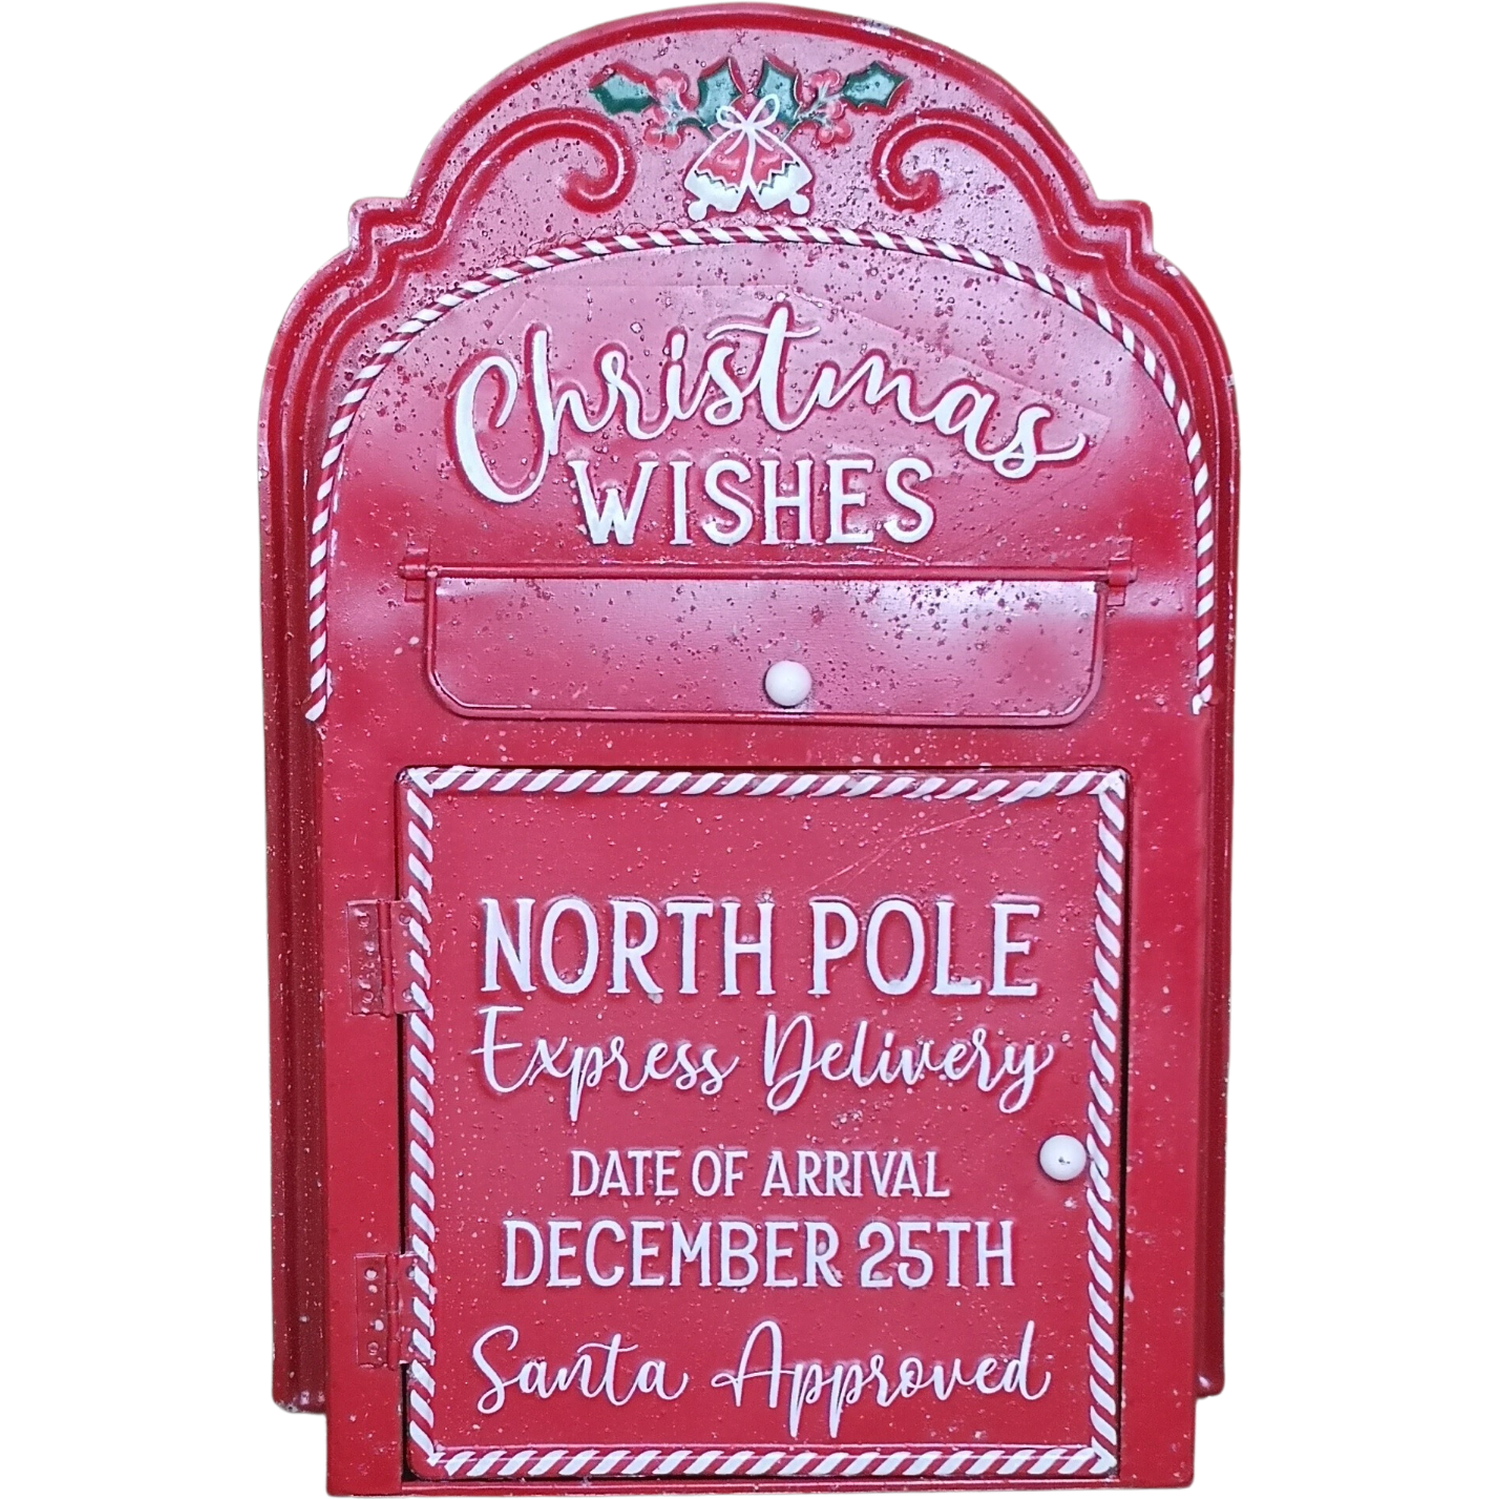 Christmas
WISHES
NORTH POLE
Express Delivery
DATE OF ARRIVAL
DECEMBER 25TH
Santa Approved